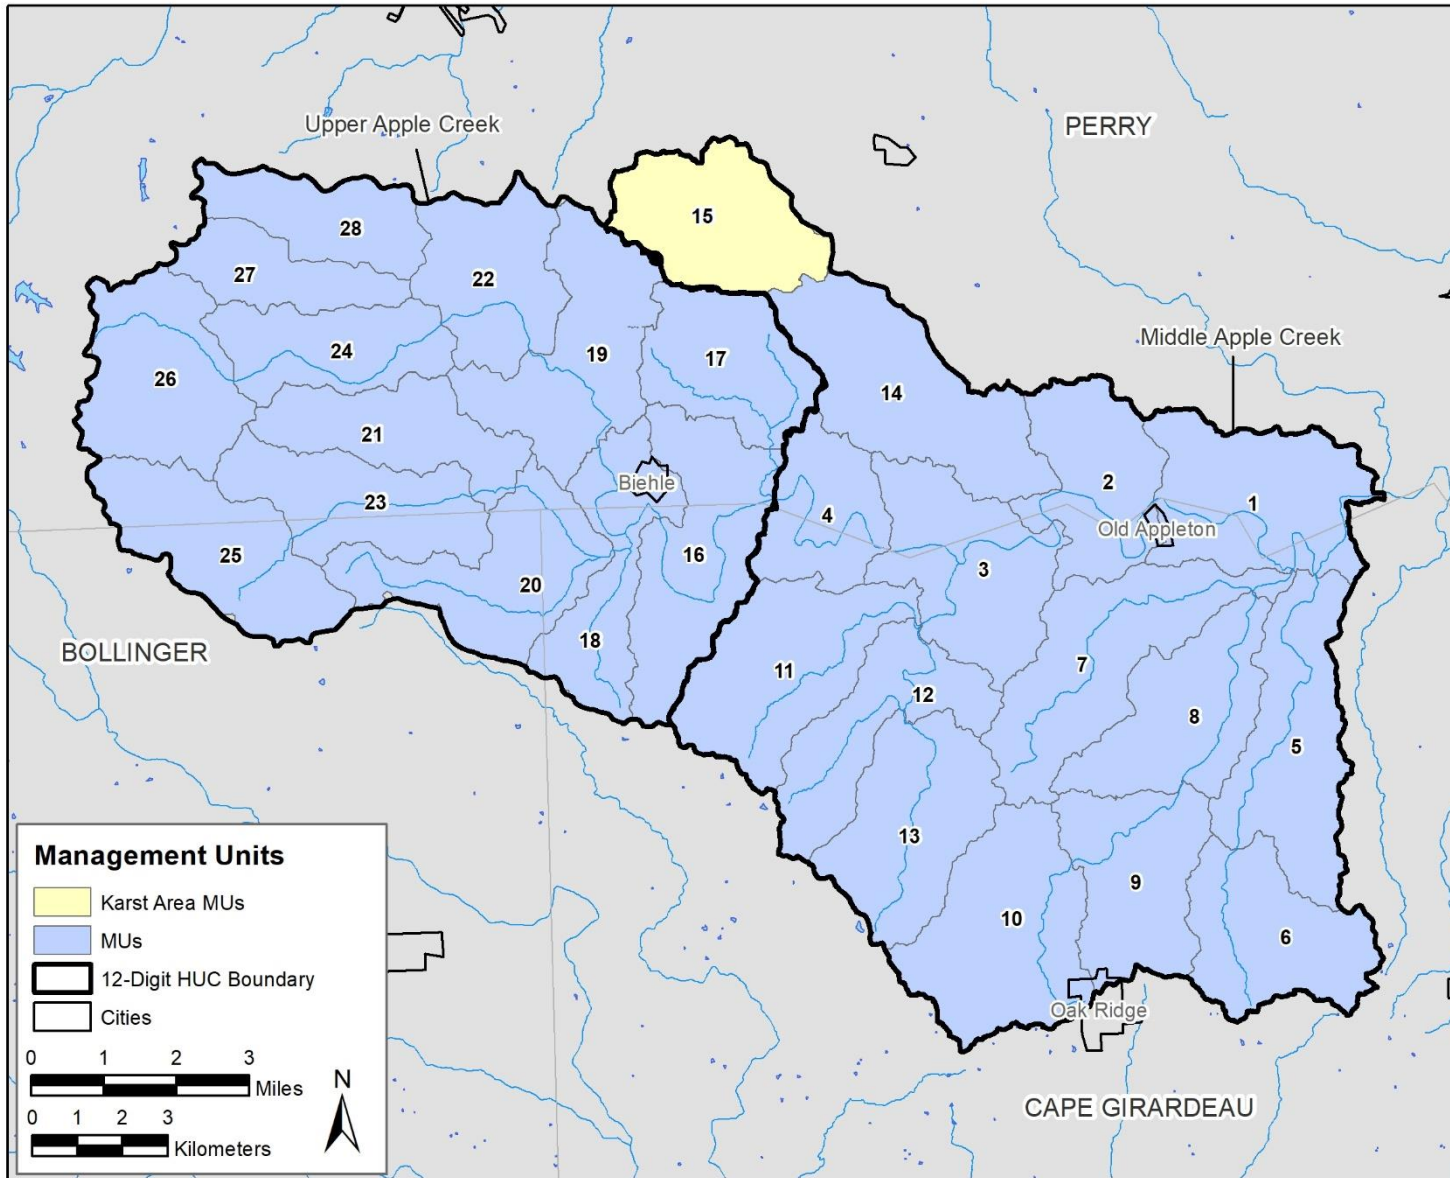 PERRY
Upper Apple Creek
15
28
27
22
Middle Apple Creek
24
19
17
26
14
21
Biehle
2
23
1
4
Old Appleton
25
16
3
20
BOLLINGER
18
11
7
12
8
5
13
9
10
6
Oak Ridge
CAPE GIRARDEAU
Management Units
Karst Area MUs
MUs
12-Digit HUC Boundary
Cities
0 1 2 3
Miles
0 1 2 3
Kilometers
N